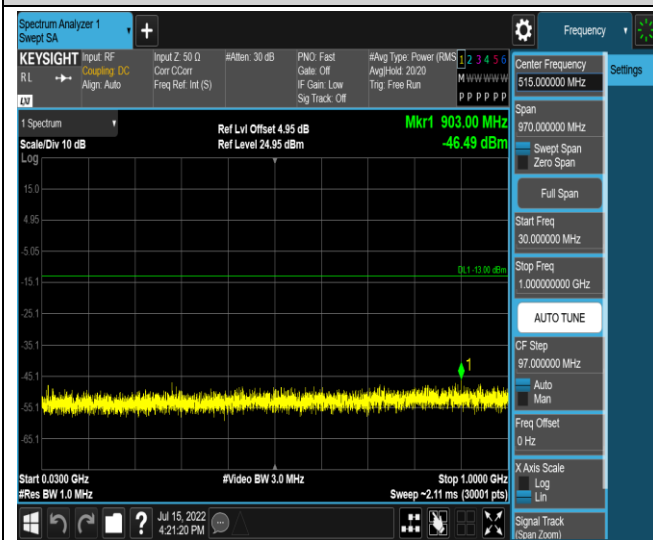 Spectrum Analyzer 1
Swept SA
Frequency
KEYSIGHT
RL
LXI
Input: RF
Coupling: DC
Align: Auto
Input Z: 50 Ω
Corr CCorr
Freq Ref: Int (S)
#Atten: 30 dB
PNO: Fast
Gate: Off
IF Gain: Low
Sig Track: Off
#Avg Type: Power (RMS
Avg|Hold: 20/20
Trig: Free Run
1 2 3 4 5 6
M W W W W W
P P P P P P
1 Spectrum
Scale/Div 10 dB
Log
Ref Lvl Offset 4.95 dB
Ref Level 24.95 dBm
Mkr1 903.00 MHz
-46.49 dBm
15.0
4.95
-5.05
-15.1
-25.1
-35.1
-45.1
-55.1
-65.1
DL1 -13.00 dBm
1
Start 0.0300 GHz
#Res BW 1.0 MHz
#Video BW 3.0 MHz
Stop 1.0000 GHz
Sweep ~2.11 ms (30001 pts)
?
Jul 15, 2022
4:21:20 PM
Center Frequency
515.000000 MHz
Span
970.000000 MHz
Swept Span
Zero Span
Full Span
Start Freq
30.000000 MHz
Stop Freq
1.000000000 GHz
AUTO TUNE
CF Step
97.000000 MHz
Auto
Man
Freq Offset
0 Hz
X Axis Scale
Log
Lin
Signal Track
(Span Zoom)
Settings